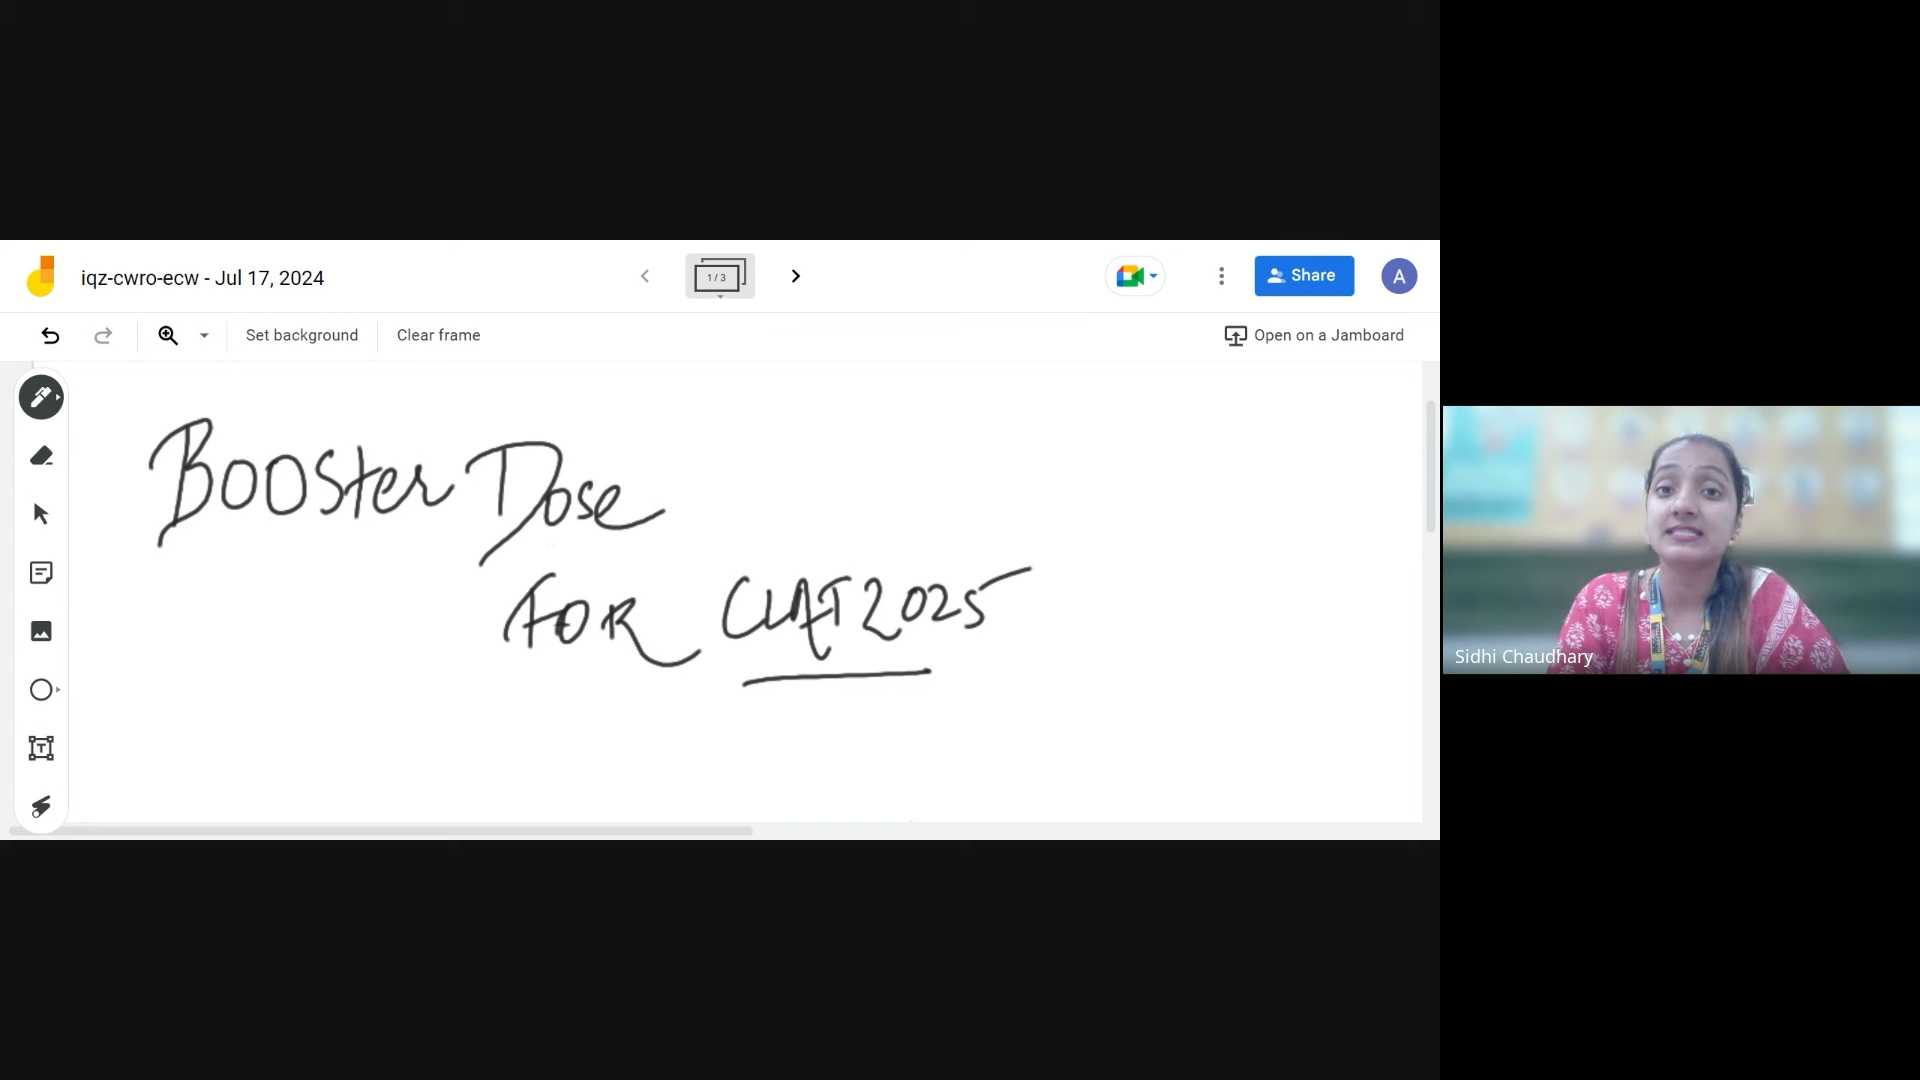 iqz-cwro-ecw - Jul 17, 2024
1 / 3
Share
A
Set background
Clear frame
Open on a Jamboard
Booster Dose
FOR CLAT 2025
Sidhi Chaudhary